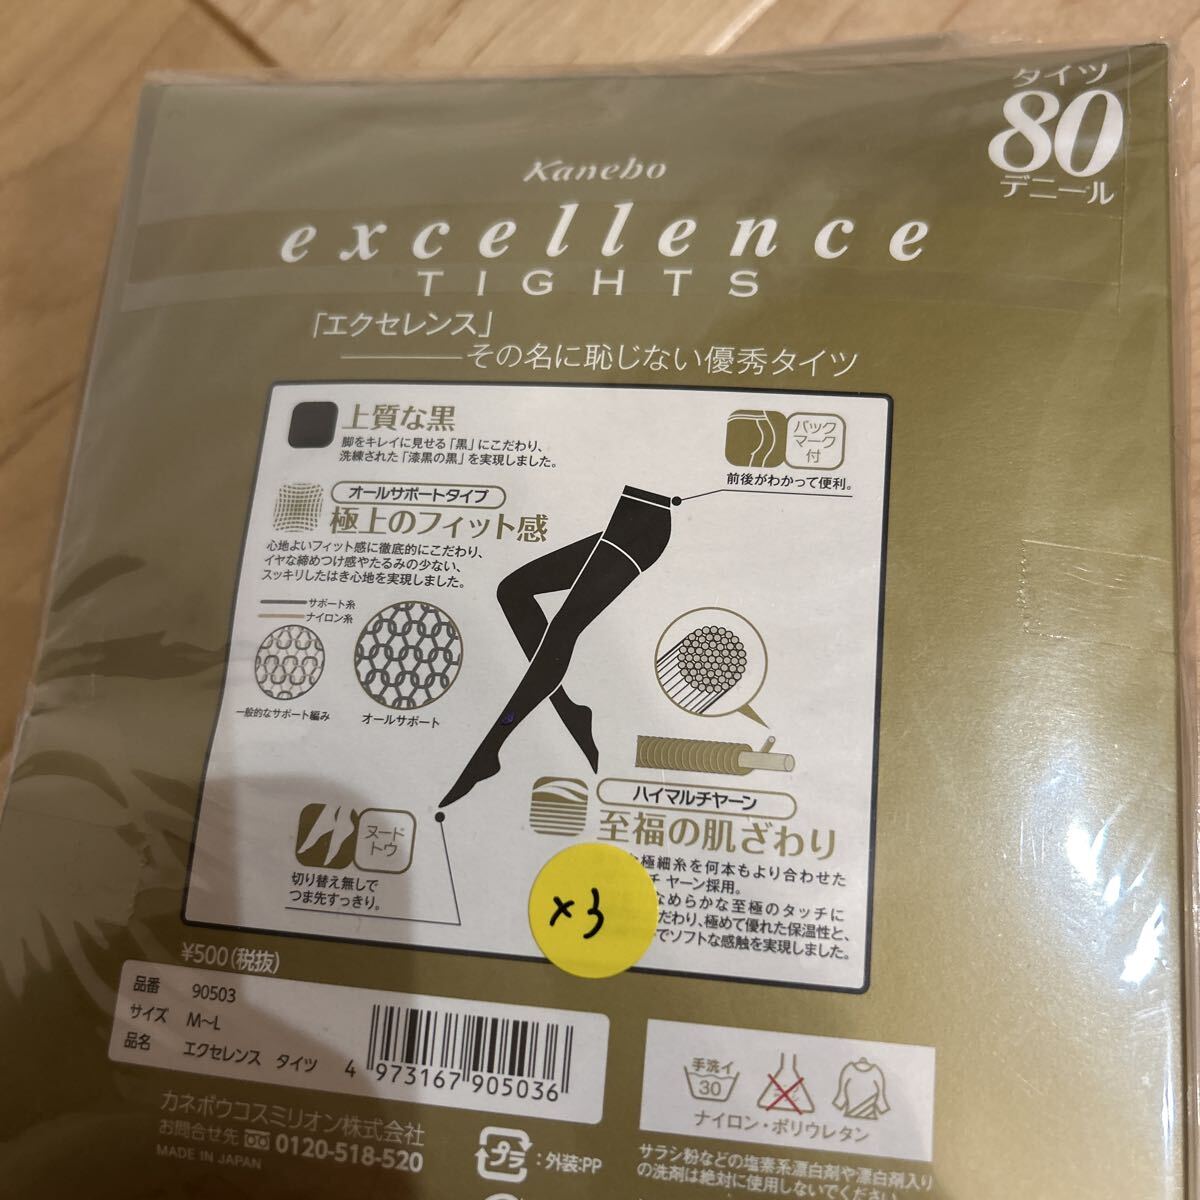 タイツ
80
デニール
Kanebo
excellence
TIGHTS
「エクセレンス」
その名に恥じない優秀タイツ
上質な黒
脚をキレイに見せる「黒」にこだわり、
洗練された「漆黒の黒」を実現しました。
バック
マーク
付
前後がわかって便利。
オールサポートタイプ
極上のフィット感
心地よいフィット感に徹底的にこだわり、
イヤな締めつけ感やたるみの少ない、
スッキリしたはき心地を実現しました。
サポート糸
ナイロン糸
一般的なサポート編み
オールサポート
ハイマルチヤーン
至福の肌ざわり
極細糸を何本もより合わせた
チヤーン採用。
なめらかな至極のタッチに
だわり、極めて優れた保温性と、
でソフトな感触を実現しました。
ヌード
トウ
切り替え無しで
つま先すっきり。
×3
¥500(税抜)
品番 90503
サイズ M〜L
品名 エクセレンス タイツ
4 973167 905036
カネボウコスミリオン株式会社
お問合せ先 0120-518-520
MADE IN JAPAN
プラ
:外装:PP
手洗イ
30
ナイロン・ポリウレタン
サラシ粉などの塩素系漂白剤や漂白剤入り
の洗剤は絶対に使用しないでください。